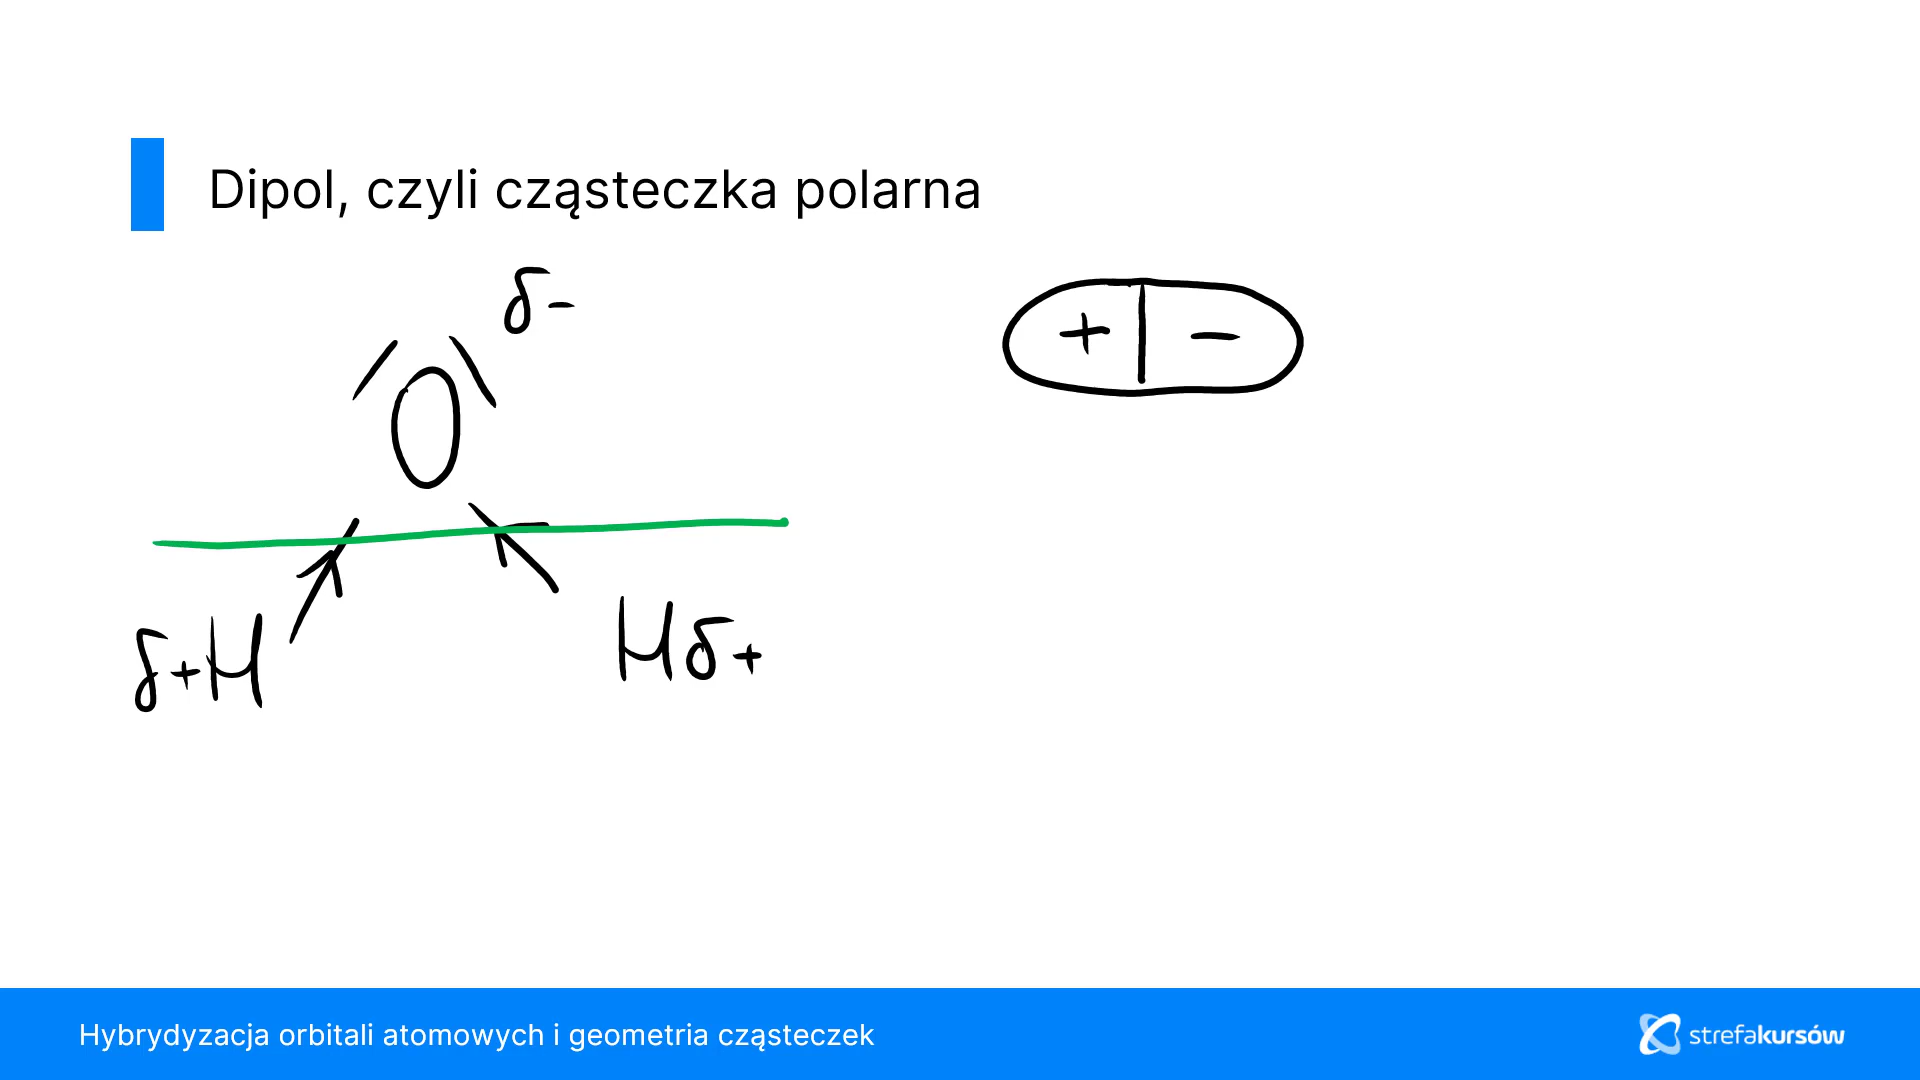 Dipol, czyli cząsteczka polarna
δ-
+ -
O
δ+H Hδ+
Hybrydyzacja orbitali atomowych i geometria cząsteczek
strefakursów